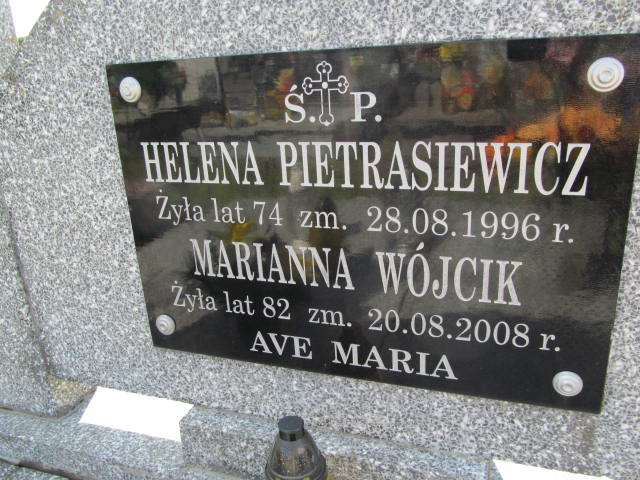 Ś. P.
HELENA PIETRASIEWICZ
Żyła lat 74 zm. 28.08.1996 r.
MARIANNA WÓJCIK
Żyła lat 82 zm. 20.08.2008 r.
AVE MARIA